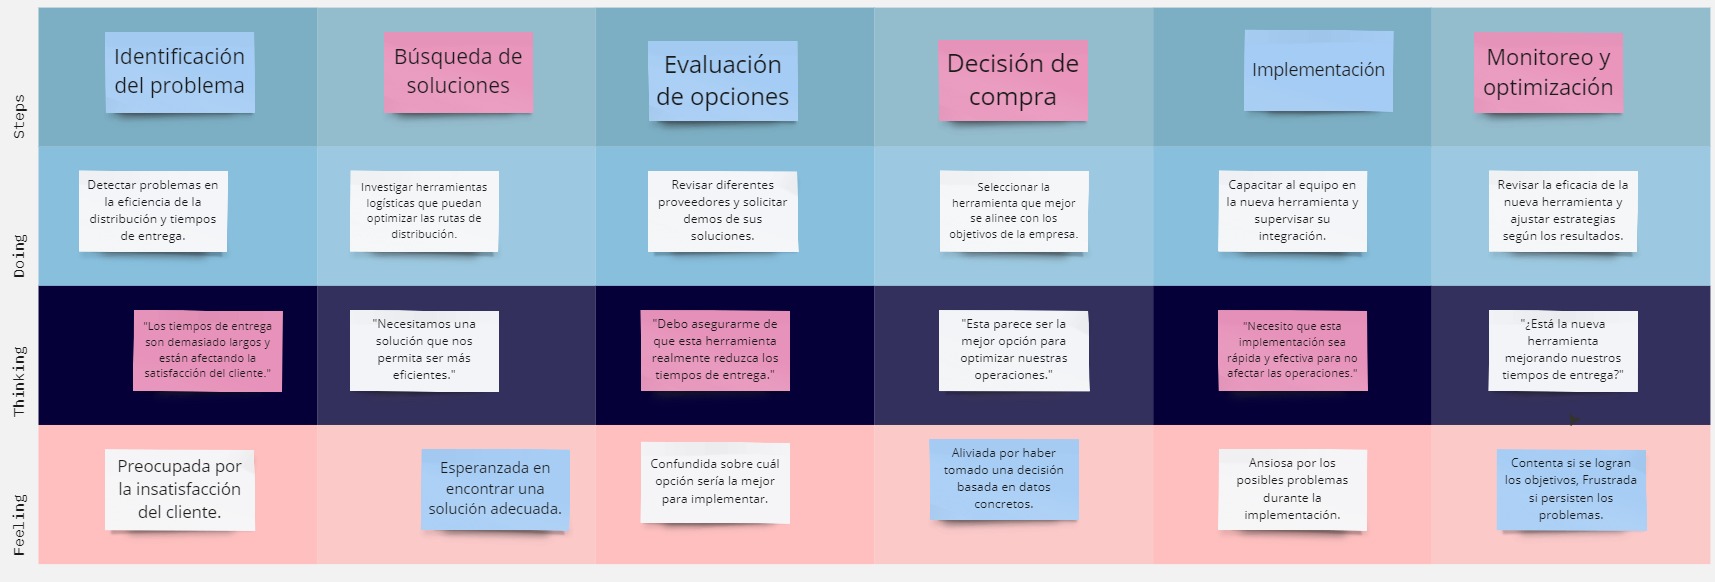 Steps
Identificación
del problema
Búsqueda de
soluciones
Evaluación
de opciones
Decisión de
compra
Implementación
Monitoreo y
optimización
Doing
Detectar problemas en
la eficiencia de la
distribución y tiempos
de entrega.
Investigar herramientas
logísticas que puedan
optimizar las rutas de
distribución.
Revisar diferentes
proveedores y solicitar
demos de sus
soluciones.
Seleccionar la
herramienta que mejor
se alinee con los
objetivos de la empresa.
Capacitar al equipo en
la nueva herramienta y
supervisar su
integración.
Revisar la eficacia de la
nueva herramienta y
ajustar estrategias
según los resultados.
Thinking
"Los tiempos de entrega
son demasiado largos y
están afectando la
satisfacción del cliente."
"Necesitamos una
solución que nos
permita ser más
eficientes."
"Debo asegurarme de
que esta herramienta
realmente reduzca los
tiempos de entrega."
"Esta parece ser la
mejor opción para
optimizar nuestras
operaciones."
"Necesito que esta
implementación sea
rápida y efectiva para no
afectar las operaciones."
"¿Está la nueva
herramienta
mejorando nuestros
tiempos de entrega?"
Feeling
Preocupada por
la insatisfacción
del cliente.
Esperanzada en
encontrar una
solución adecuada.
Confundida sobre cuál
opción sería la mejor
para implementar.
Aliviada por haber
tomado una decisión
basada en datos
concretos.
Ansiosa por los
posibles problemas
durante la
implementación.
Contenta si se logran
los objetivos, Frustrada
si persisten los
problemas.